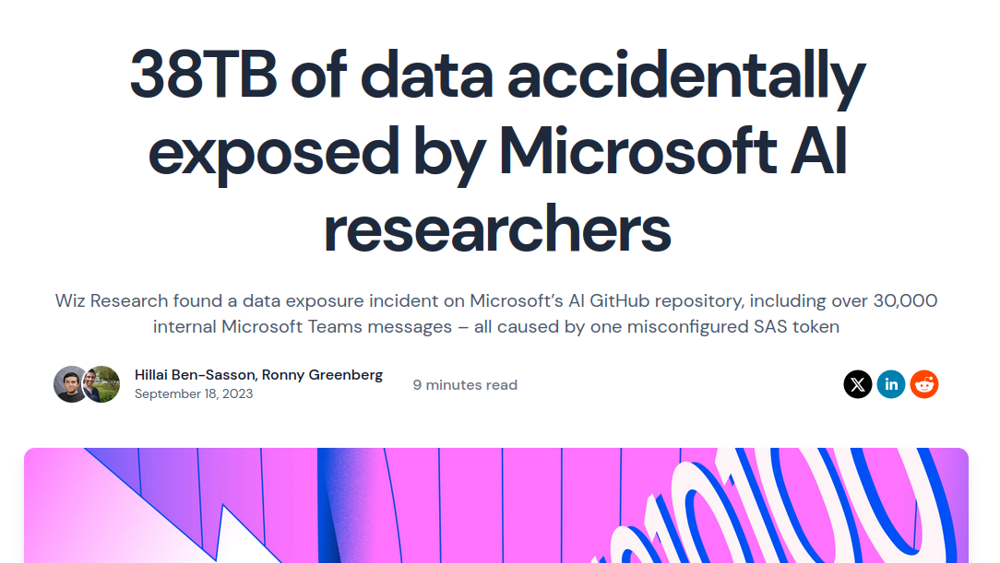 38TB of data accidentally
exposed by Microsoft AI
researchers
Wiz Research found a data exposure incident on Microsoft’s AI GitHub repository, including over 30,000
internal Microsoft Teams messages – all caused by one misconfigured SAS token
Hillai Ben-Sasson, Ronny Greenberg
September 18, 2023
9 minutes read